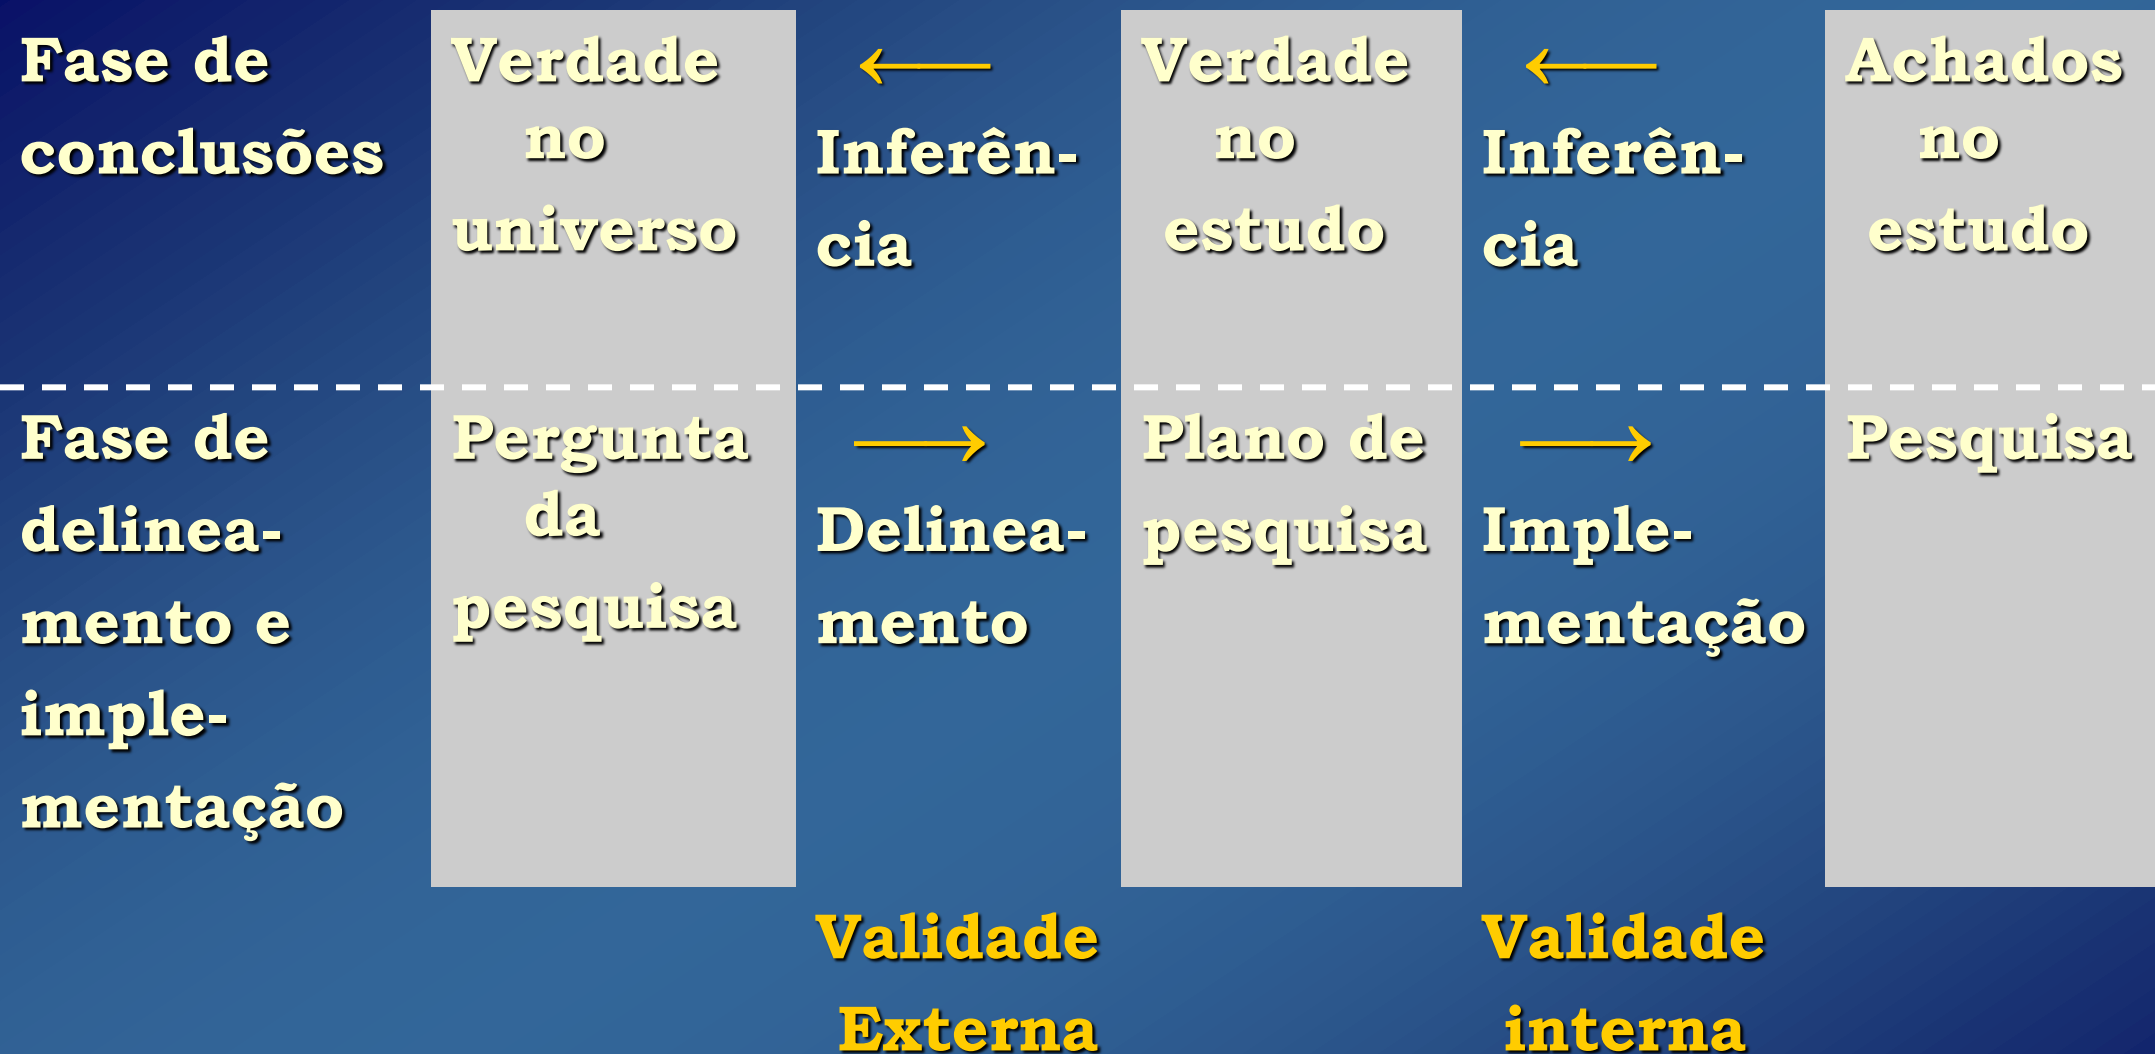 Fase de
conclusões
Verdade
no
universo
←
Inferên-
cia
Verdade
no
estudo
←
Inferên-
cia
Achados
no
estudo
Fase de
delinea-
mento e
imple-
mentação
Pergunta
da
pesquisa
→
Delinea-
mento
Plano de
pesquisa
→
Imple-
mentação
Pesquisa
Validade
Externa
Validade
interna